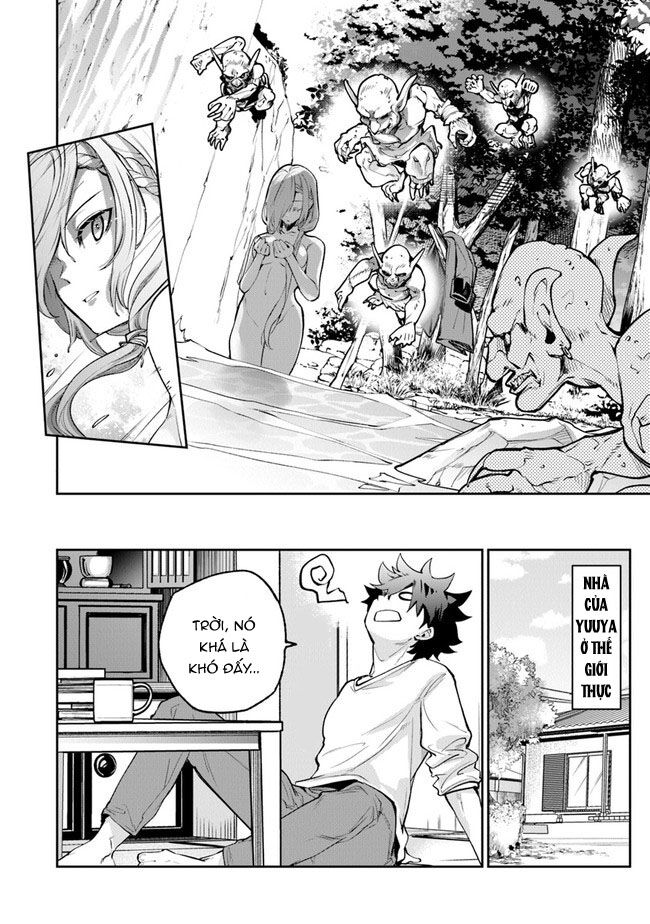 NHÀ
CỦA
YUUYA
Ở THẾ
GIỚI
THỰC
TRỜI, NÓ
KHÁ LÀ
KHÓ ĐẤY...